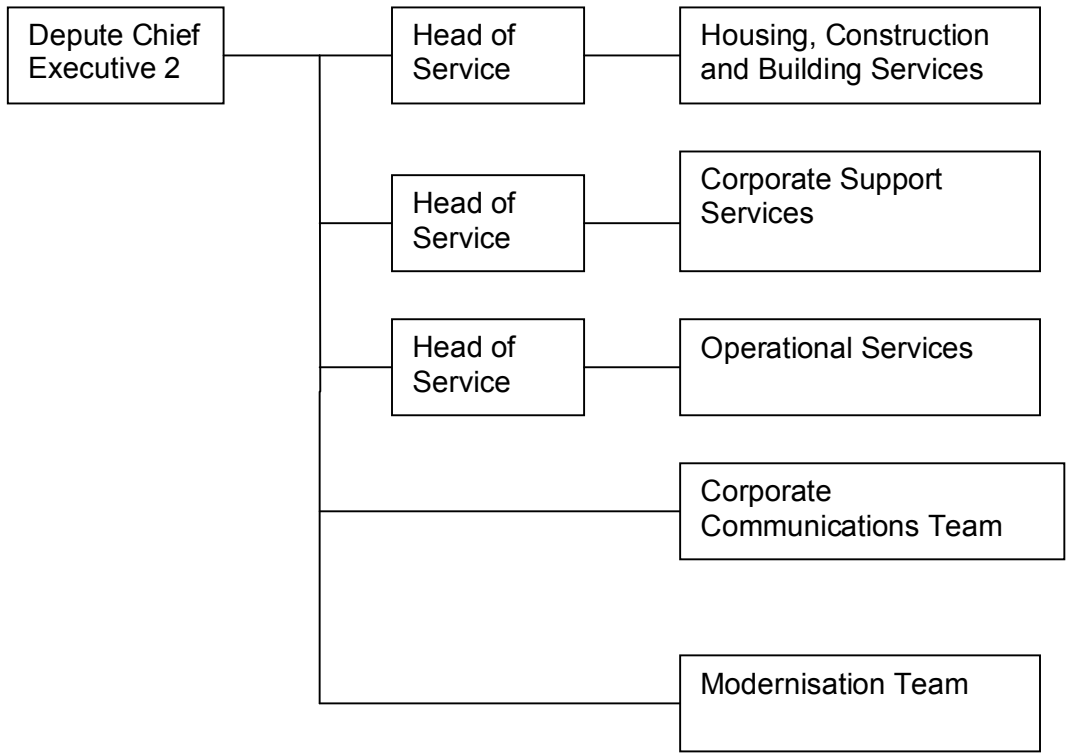 Depute Chief
Executive 2
Head of
Service
Housing, Construction
and Building Services
Head of
Service
Corporate Support
Services
Head of
Service
Operational Services
Corporate
Communications Team
Modernisation Team